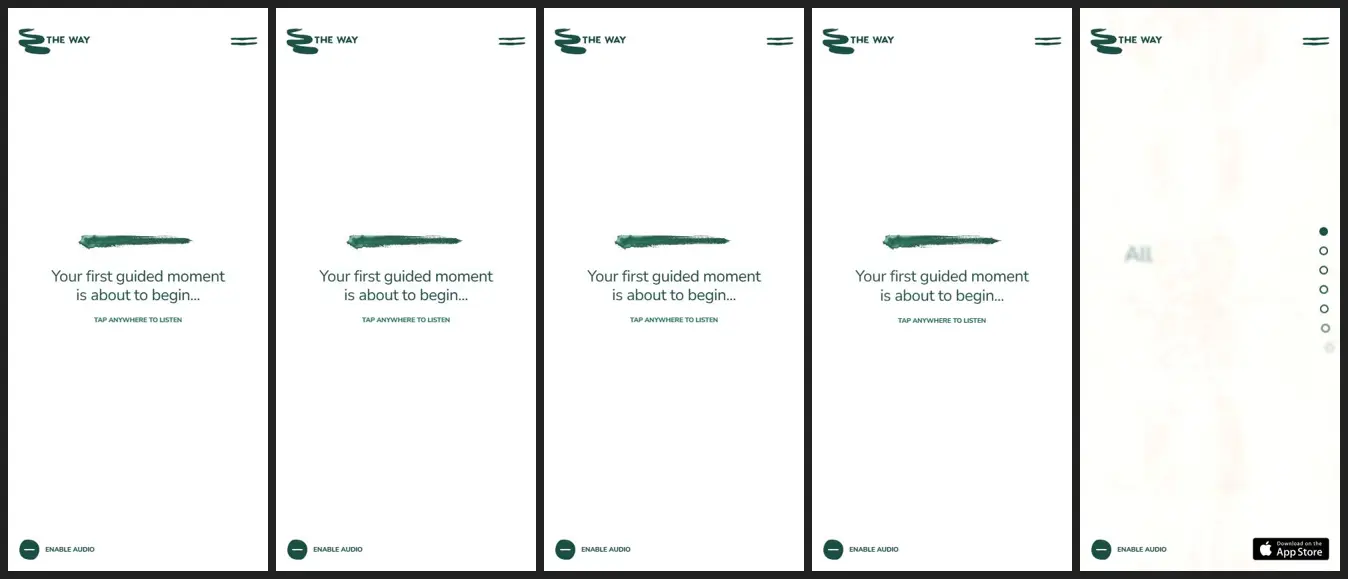 THE WAY
Your first guided moment
is about to begin...
TAP ANYWHERE TO LISTEN
ENABLE AUDIO
THE WAY
Your first guided moment
is about to begin...
TAP ANYWHERE TO LISTEN
ENABLE AUDIO
THE WAY
Your first guided moment
is about to begin...
TAP ANYWHERE TO LISTEN
ENABLE AUDIO
THE WAY
Your first guided moment
is about to begin...
TAP ANYWHERE TO LISTEN
ENABLE AUDIO
THE WAY
All
ENABLE AUDIO
Download on the
App Store